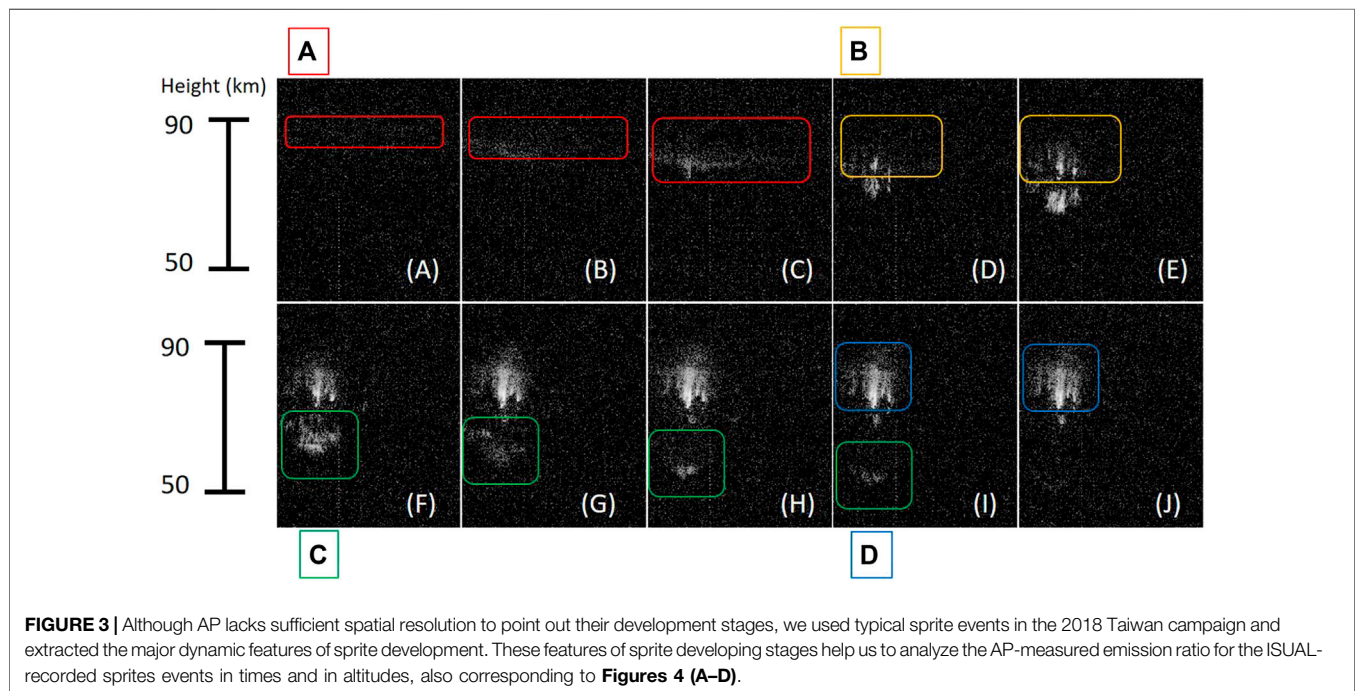 A
B
Height (km)
90
50
(A)
(B)
(C)
(D)
(E)
90
50
(F)
(G)
(H)
(I)
(J)
C
D
FIGURE 3 | Although AP lacks sufficient spatial resolution to point out their development stages, we used typical sprite events in the 2018 Taiwan campaign and
extracted the major dynamic features of sprite development. These features of sprite developing stages help us to analyze the AP-measured emission ratio for the ISUAL-
recorded sprites events in times and in altitudes, also corresponding to Figures 4 (A–D).